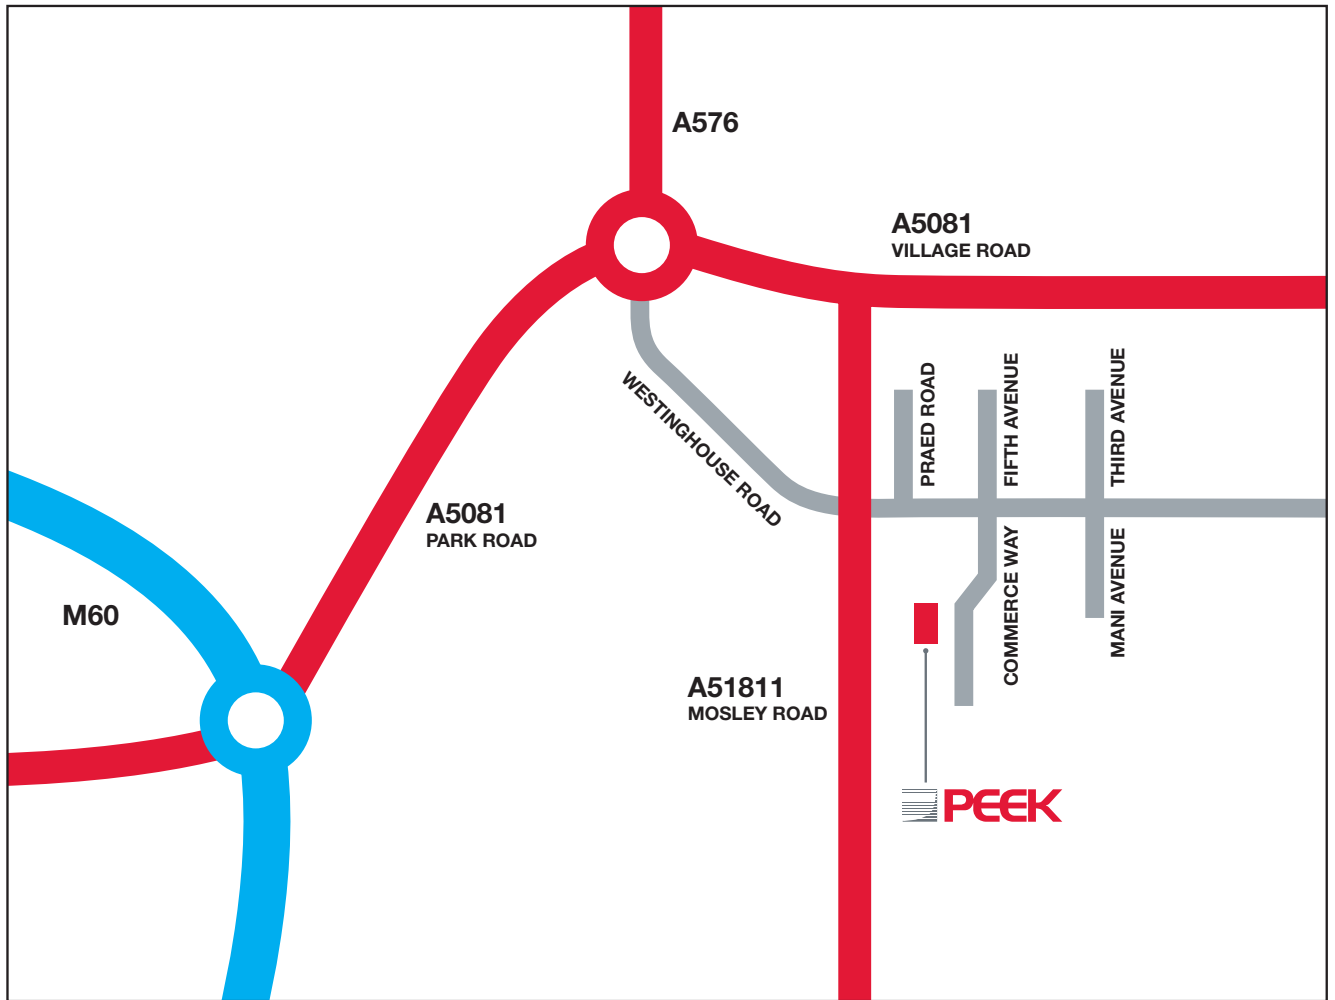 A576
A5081
VILLAGE ROAD
PRAED ROAD
FIFTH AVENUE
THIRD AVENUE
WESTINGHOUSE ROAD
A5081
PARK ROAD
COMMERCE WAY
MANI AVENUE
M60
A51811
MOSLEY ROAD
PEEK